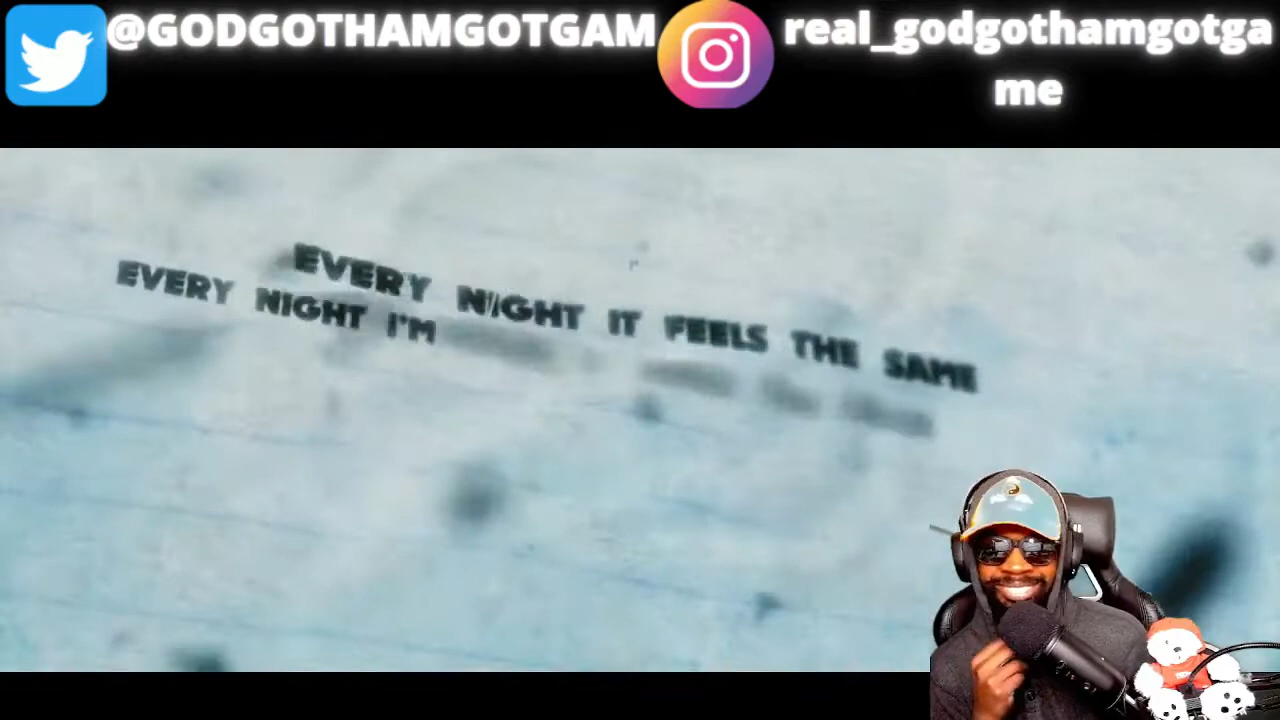 @GODGOTHAMGOTGAM
real_godgothamgotga
me
EVERY NIGHT IT FEELS THE SAME
EVERY NIGHT I'M